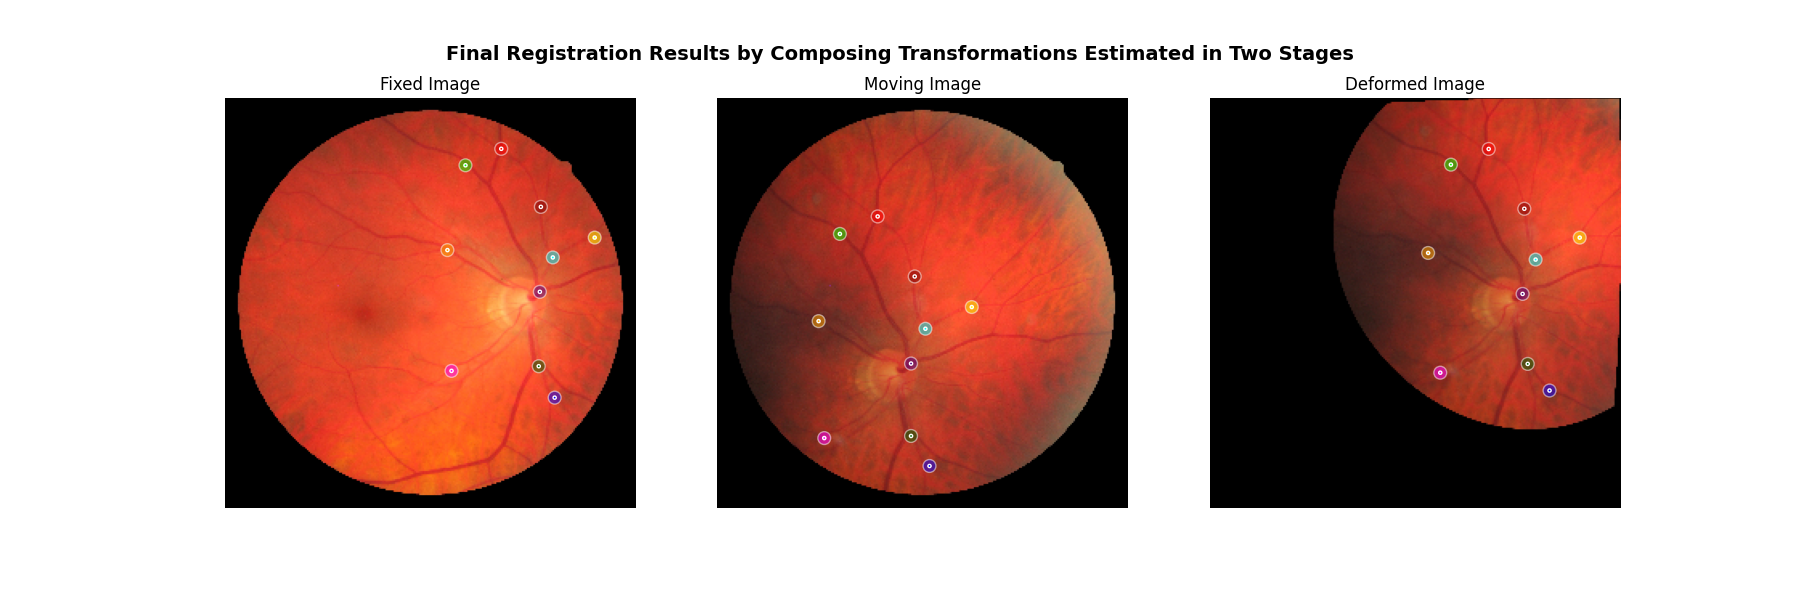 Final Registration Results by Composing Transformations Estimated in Two Stages
Fixed Image
Moving Image
Deformed Image